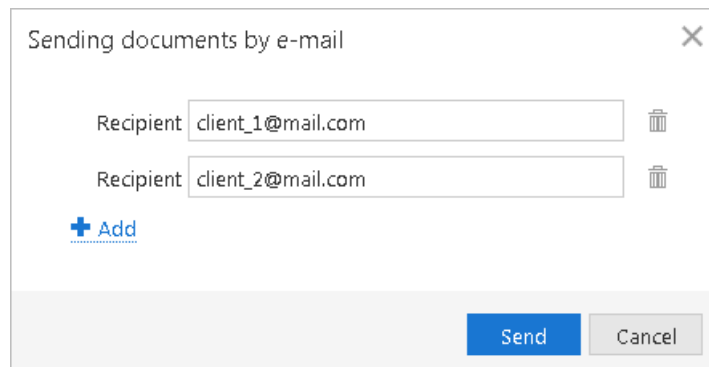 Sending documents by e-mail
Recipient client_1@mail.com
Recipient client_2@mail.com
Add
Send Cancel